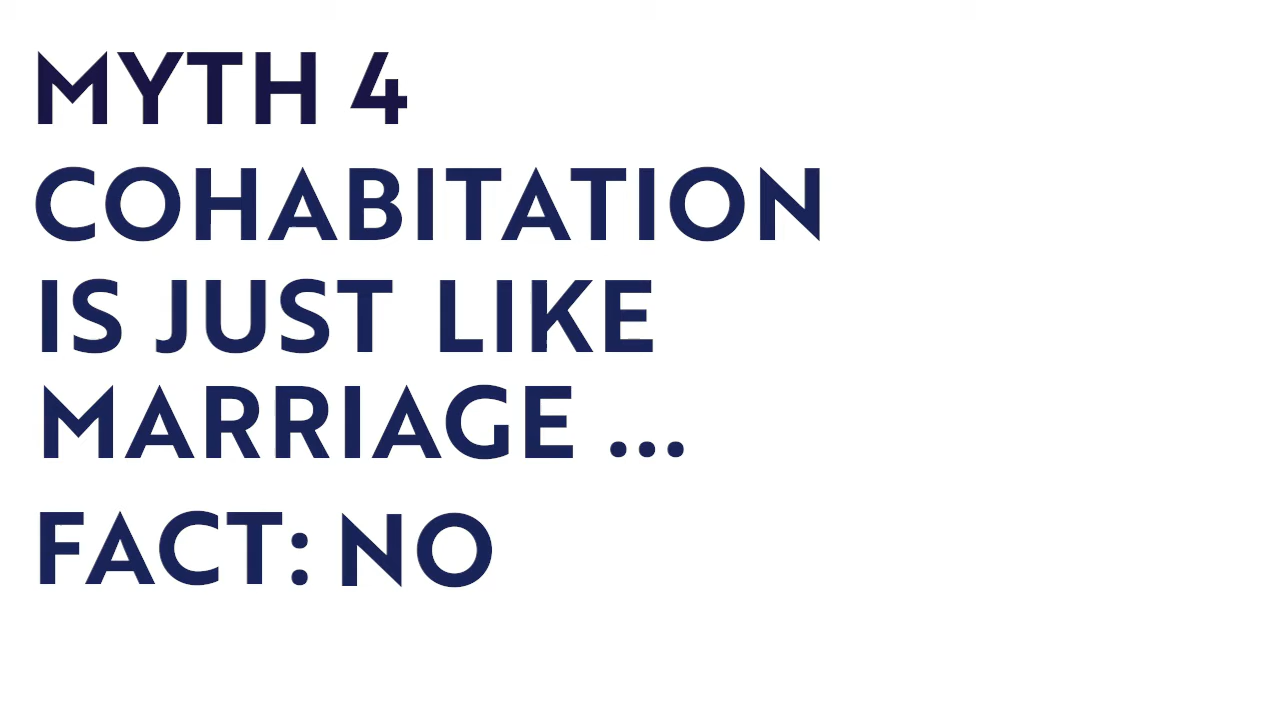 MYTH 4
COHABITATION
IS JUST LIKE
MARRIAGE ...
FACT: NO